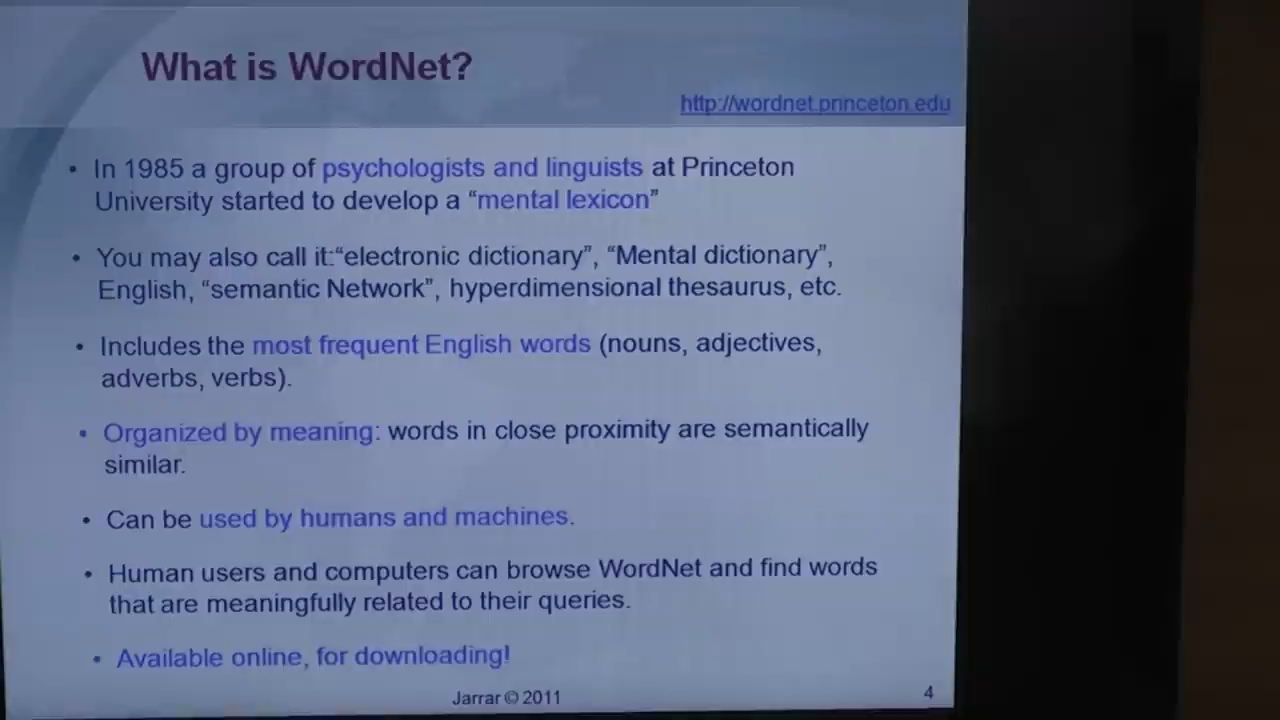 What is WordNet?
http://wordnet.princeton.edu
• In 1985 a group of psychologists and linguists at Princeton
University started to develop a “mental lexicon”
• You may also call it:“electronic dictionary”, “Mental dictionary”,
English, “semantic Network”, hyperdimensional thesaurus, etc.
• Includes the most frequent English words (nouns, adjectives,
adverbs, verbs).
• Organized by meaning: words in close proximity are semantically
similar.
• Can be used by humans and machines.
• Human users and computers can browse WordNet and find words
that are meaningfully related to their queries.
• Available online, for downloading!
Jarrar © 2011
4